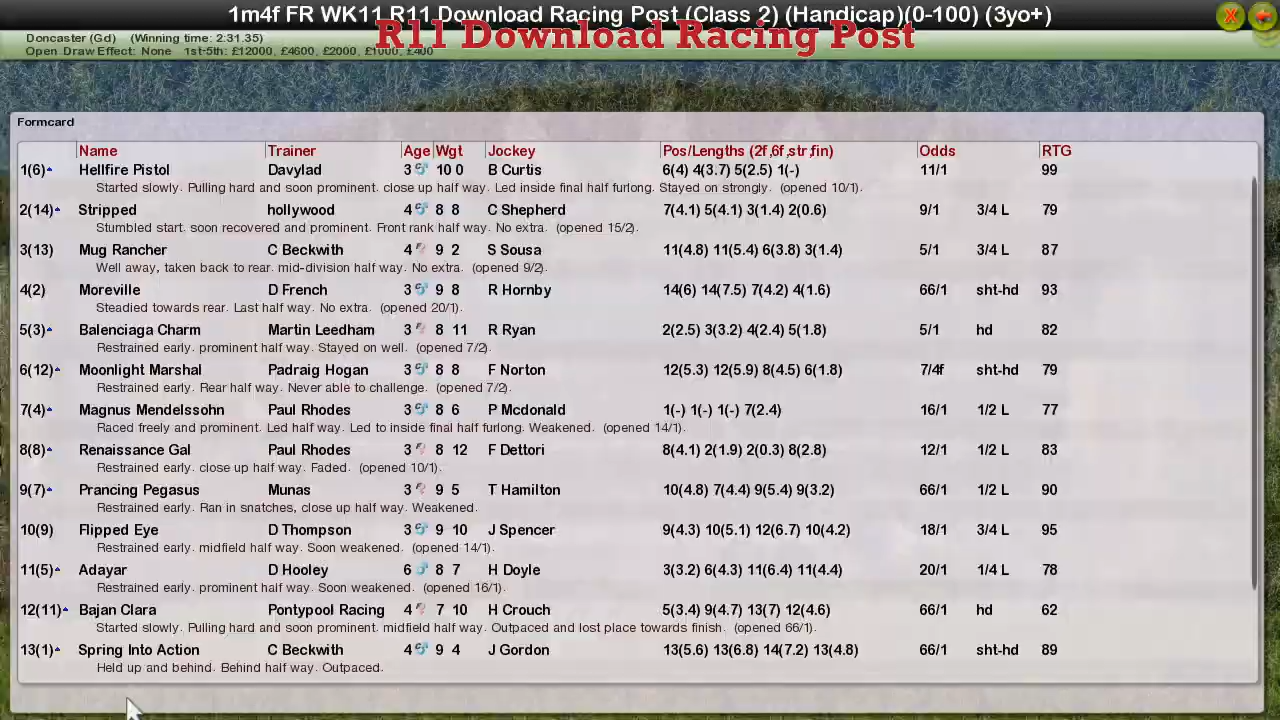 1m4f FR WK11 R11 Download Racing Post (Class 2) (Handicap)(0-100) (3yo+)
R11 Download Racing Post
Doncaster (Gd) (Winning time: 2:31.35)
Open Draw Effect: None 1st-5th: £12000, £4600, £2000, £1000, £400
Formcard
Name Trainer Age Wgt Jockey Pos/Lengths (2f,6f,str,fin) Odds RTG
1(6) Hellfire Pistol Davylad 3 10 0 B Curtis 6(4) 4(3.7) 5(2.5) 1(-) 11/1 99
Started slowly. Pulling hard and soon prominent. close up half way. Led inside final half furlong. Stayed on strongly. (opened 10/1).
2(14) Stripped hollywood 4 8 8 C Shepherd 7(4.1) 5(4.1) 3(1.4) 2(0.6) 9/1 3/4 L 79
Stumbled start. soon recovered and prominent. Front rank half way. No extra. (opened 15/2).
3(13) Mug Rancher C Beckwith 4 9 2 S Sousa 11(4.8) 11(5.4) 6(3.8) 3(1.4) 5/1 3/4 L 87
Well away, taken back to rear. mid-division half way. No extra. (opened 9/2).
4(2) Moreville D French 3 9 8 R Hornby 14(6) 14(7.5) 7(4.2) 4(1.6) 66/1 sht-hd 93
Steadied towards rear. Last half way. No extra. (opened 20/1).
5(3) Balenciaga Charm Martin Leedham 3 8 11 R Ryan 2(2.5) 3(3.2) 4(2.4) 5(1.8) 5/1 hd 82
Restrained early. prominent half way. Stayed on well. (opened 7/2).
6(12) Moonlight Marshal Padraig Hogan 3 8 8 F Norton 12(5.3) 12(5.9) 8(4.5) 6(1.8) 7/4f sht-hd 79
Restrained early. Rear half way. Never able to challenge. (opened 7/2).
7(4) Magnus Mendelssohn Paul Rhodes 3 8 6 P Mcdonald 1(-) 1(-) 1(-) 7(2.4) 16/1 1/2 L 77
Raced freely and prominent. Led half way. Led to inside final half furlong. Weakened. (opened 14/1).
8(8) Renaissance Gal Paul Rhodes 3 8 12 F Dettori 8(4.1) 2(1.9) 2(0.3) 8(2.8) 12/1 1/2 L 83
Restrained early. close up half way. Faded. (opened 10/1).
9(7) Prancing Pegasus Munas 3 9 5 T Hamilton 10(4.8) 7(4.4) 9(5.4) 9(3.2) 66/1 1/2 L 90
Restrained early. Ran in snatches, close up half way. Weakened.
10(9) Flipped Eye D Thompson 3 9 10 J Spencer 9(4.3) 10(5.1) 12(6.7) 10(4.2) 18/1 3/4 L 95
Restrained early. midfield half way. Soon weakened. (opened 14/1).
11(5) Adayar D Hooley 6 8 7 H Doyle 3(3.2) 6(4.3) 11(6.4) 11(4.4) 20/1 1/4 L 78
Restrained early. prominent half way. Soon weakened. (opened 16/1).
12(11) Bajan Clara Pontypool Racing 4 7 10 H Crouch 5(3.4) 9(4.7) 13(7) 12(4.6) 66/1 hd 62
Started slowly. Pulling hard and soon prominent. midfield half way. Outpaced and lost place towards finish. (opened 66/1).
13(1) Spring Into Action C Beckwith 4 9 4 J Gordon 13(5.6) 13(6.8) 14(7.2) 13(4.8) 66/1 sht-hd 89
Held up and behind. Behind half way. Outpaced.